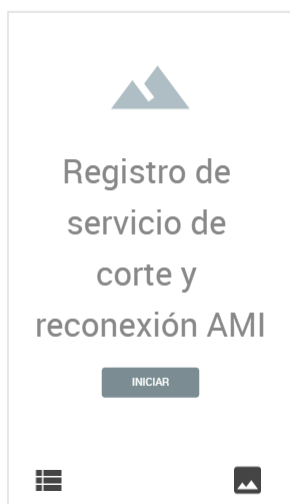 Registro de
servicio de
corte y
reconexión AMI
INICIAR